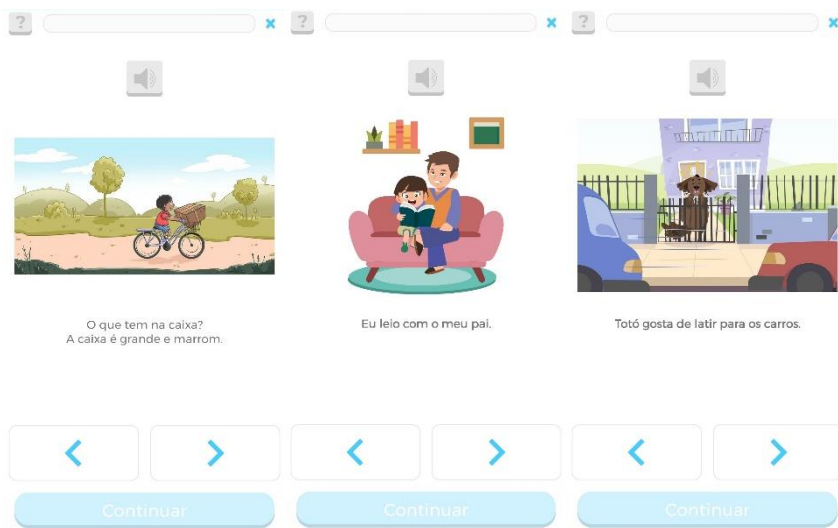 ?
O que tem na caixa?
A caixa é grande e marrom.
Continuar
?
Eu leio com o meu pai.
Continuar
?
Totó gosta de latir para os carros.
Continuar